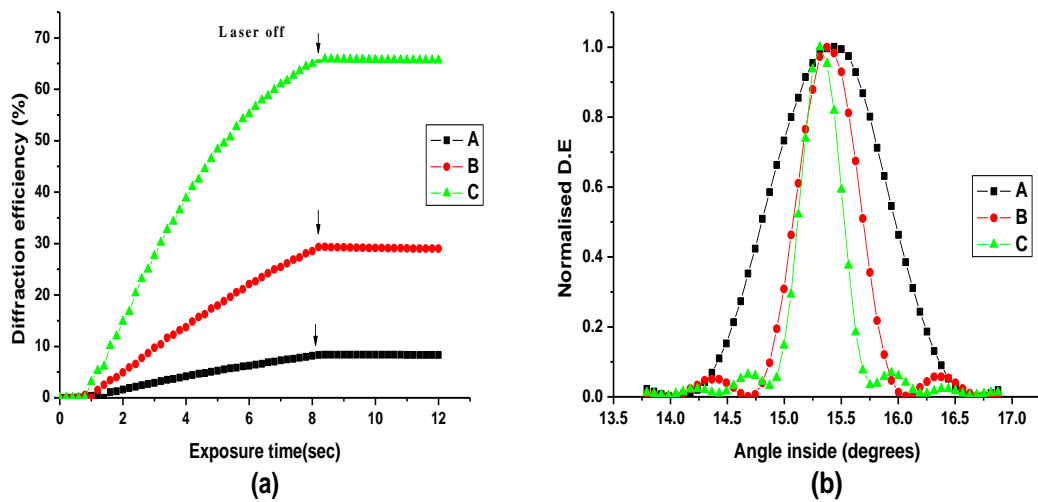 Laser off
Diffraction efficiency (%)
70
60
50
40
30
20
10
0
A
B
C
0 2 4 6 8 10 12
Exposure time(sec)
(a)
Normalised D.E
1.0
0.8
0.6
0.4
0.2
0.0
A
B
C
13.5 14.0 14.5 15.0 15.5 16.0 16.5 17.0
Angle inside (degrees)
(b)